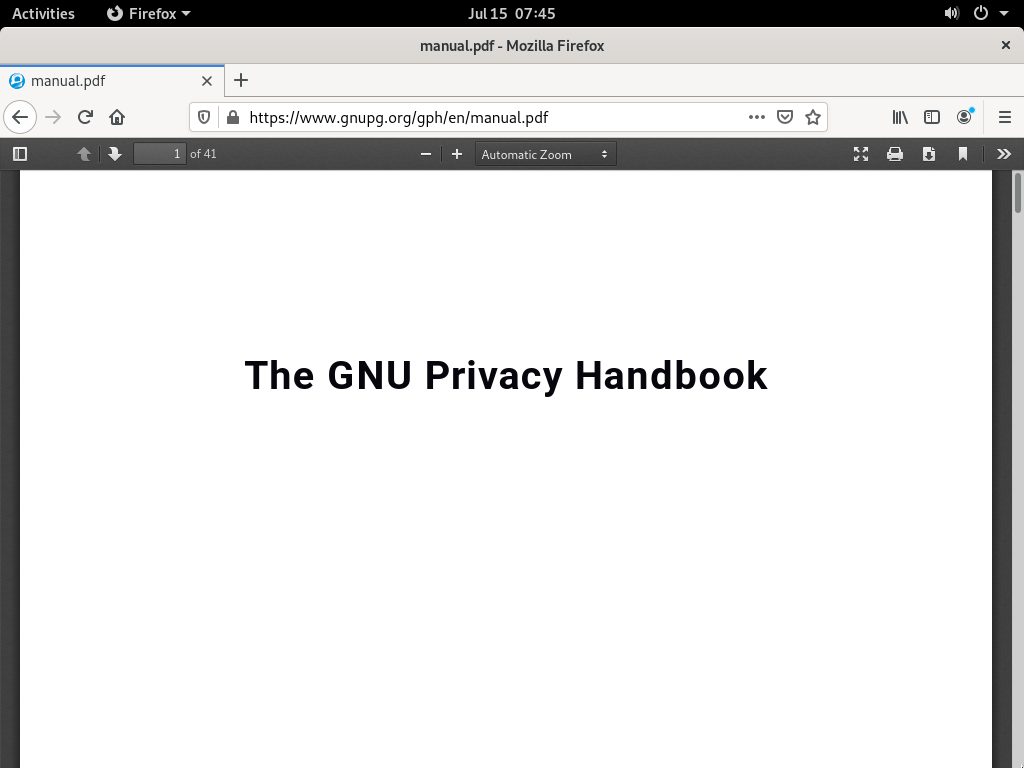 Activities Firefox Jul 15 07:45
manual.pdf - Mozilla Firefox
manual.pdf
https://www.gnupg.org/gph/en/manual.pdf
1 of 41 Automatic Zoom
The GNU Privacy Handbook